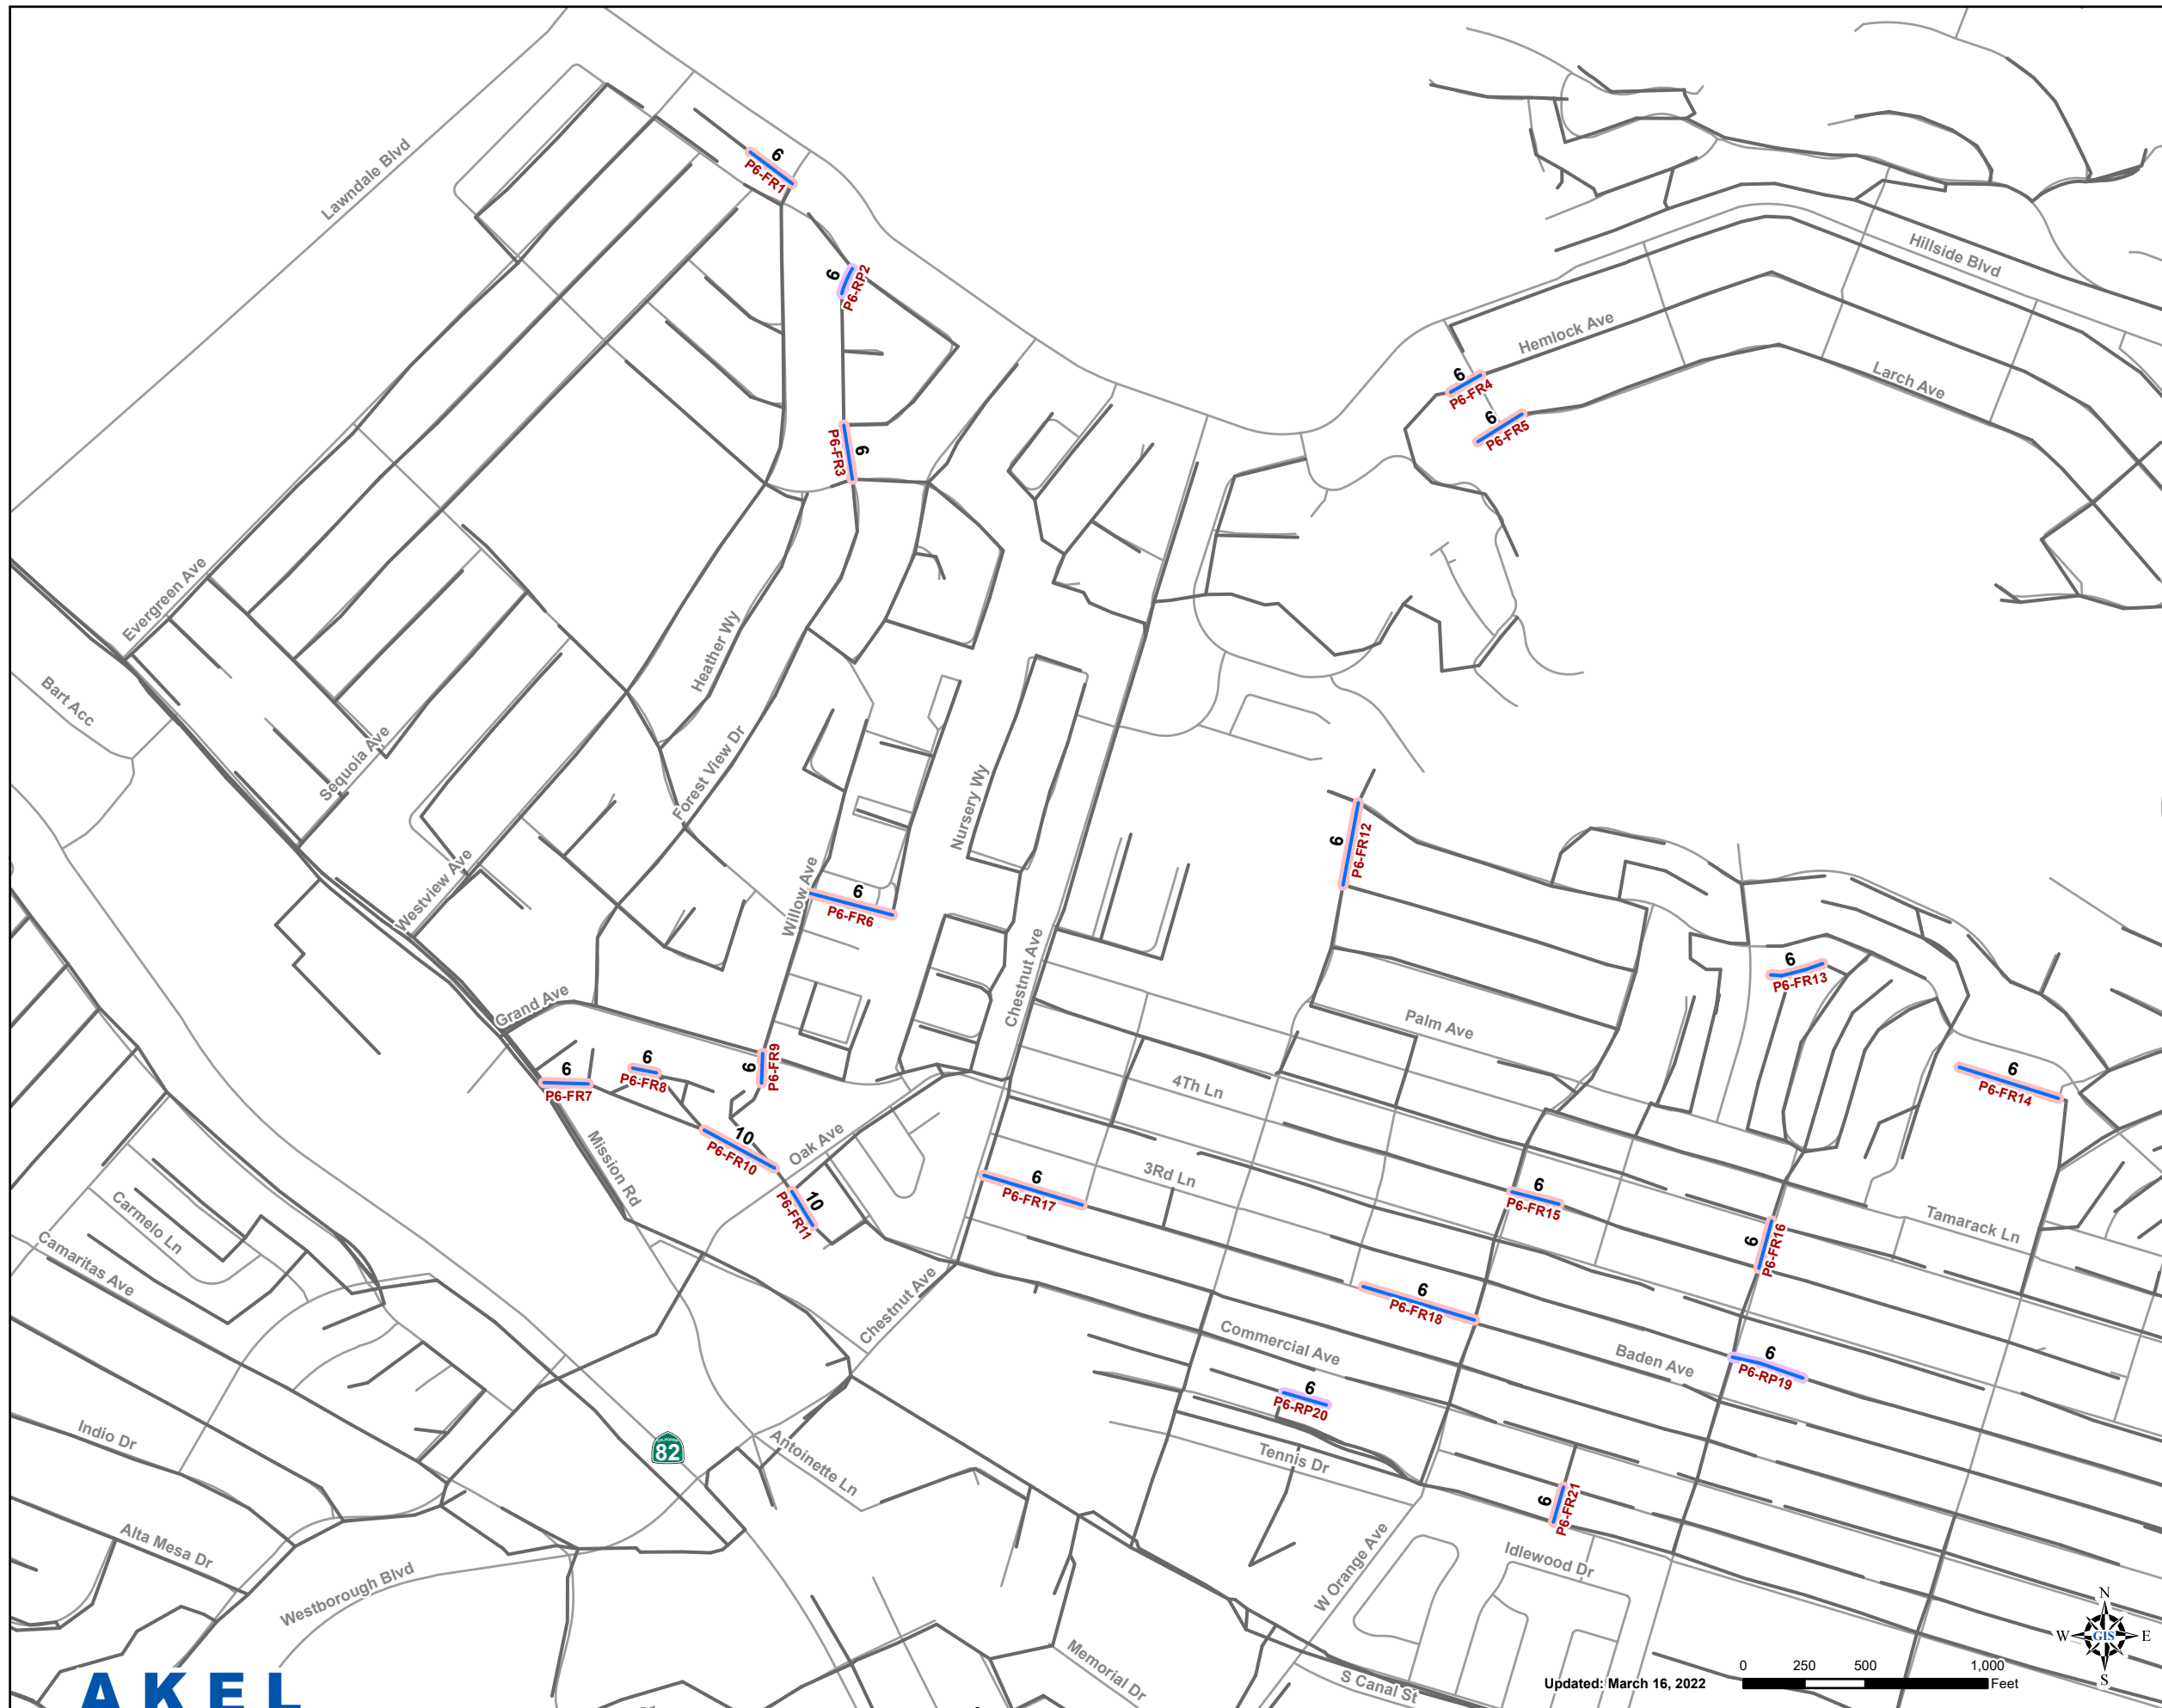 Lawndale Blvd
6
P6-FR1
6
P6-RP2
Hillside Blvd
Hemlock Ave
6
P6-FR4
Larch Ave
6
P6-FR5
P6-FR3
6
Evergreen Ave
Bart Acc
Heather Wy
Sequoia Ave
Forest View Dr
Nursery Wy
6
P6-FR12
Westview Ave
Willow Ave
6
P6-FR6
Chestnut Ave
6
P6-FR13
Grand Ave
Palm Ave
6
P6-FR9
6
P6-FR8
6
P6-FR7
4Th Ln
6
P6-FR14
10
P6-FR10
Oak Ave
Mission Rd
3Rd Ln
6
P6-FR17
10
P6-FR11
6
P6-FR15
Carmelo Ln
Camaritas Ave
Tamarack Ln
6
P6-FR16
Chestnut Ave
6
P6-FR18
Commercial Ave
Baden Ave
6
P6-RP19
6
P6-RP20
Indio Dr
CALIFORNIA
82
Antoinette Ln
Tennis Dr
6
P6-FR21
Alta Mesa Dr
Westborough Blvd
W Orange Ave
Idlewood Dr
Memorial Dr
S Canal St
N
W
GIS
E
S
0 250 500 1,000
Feet
Updated: March 16, 2022
AKEL